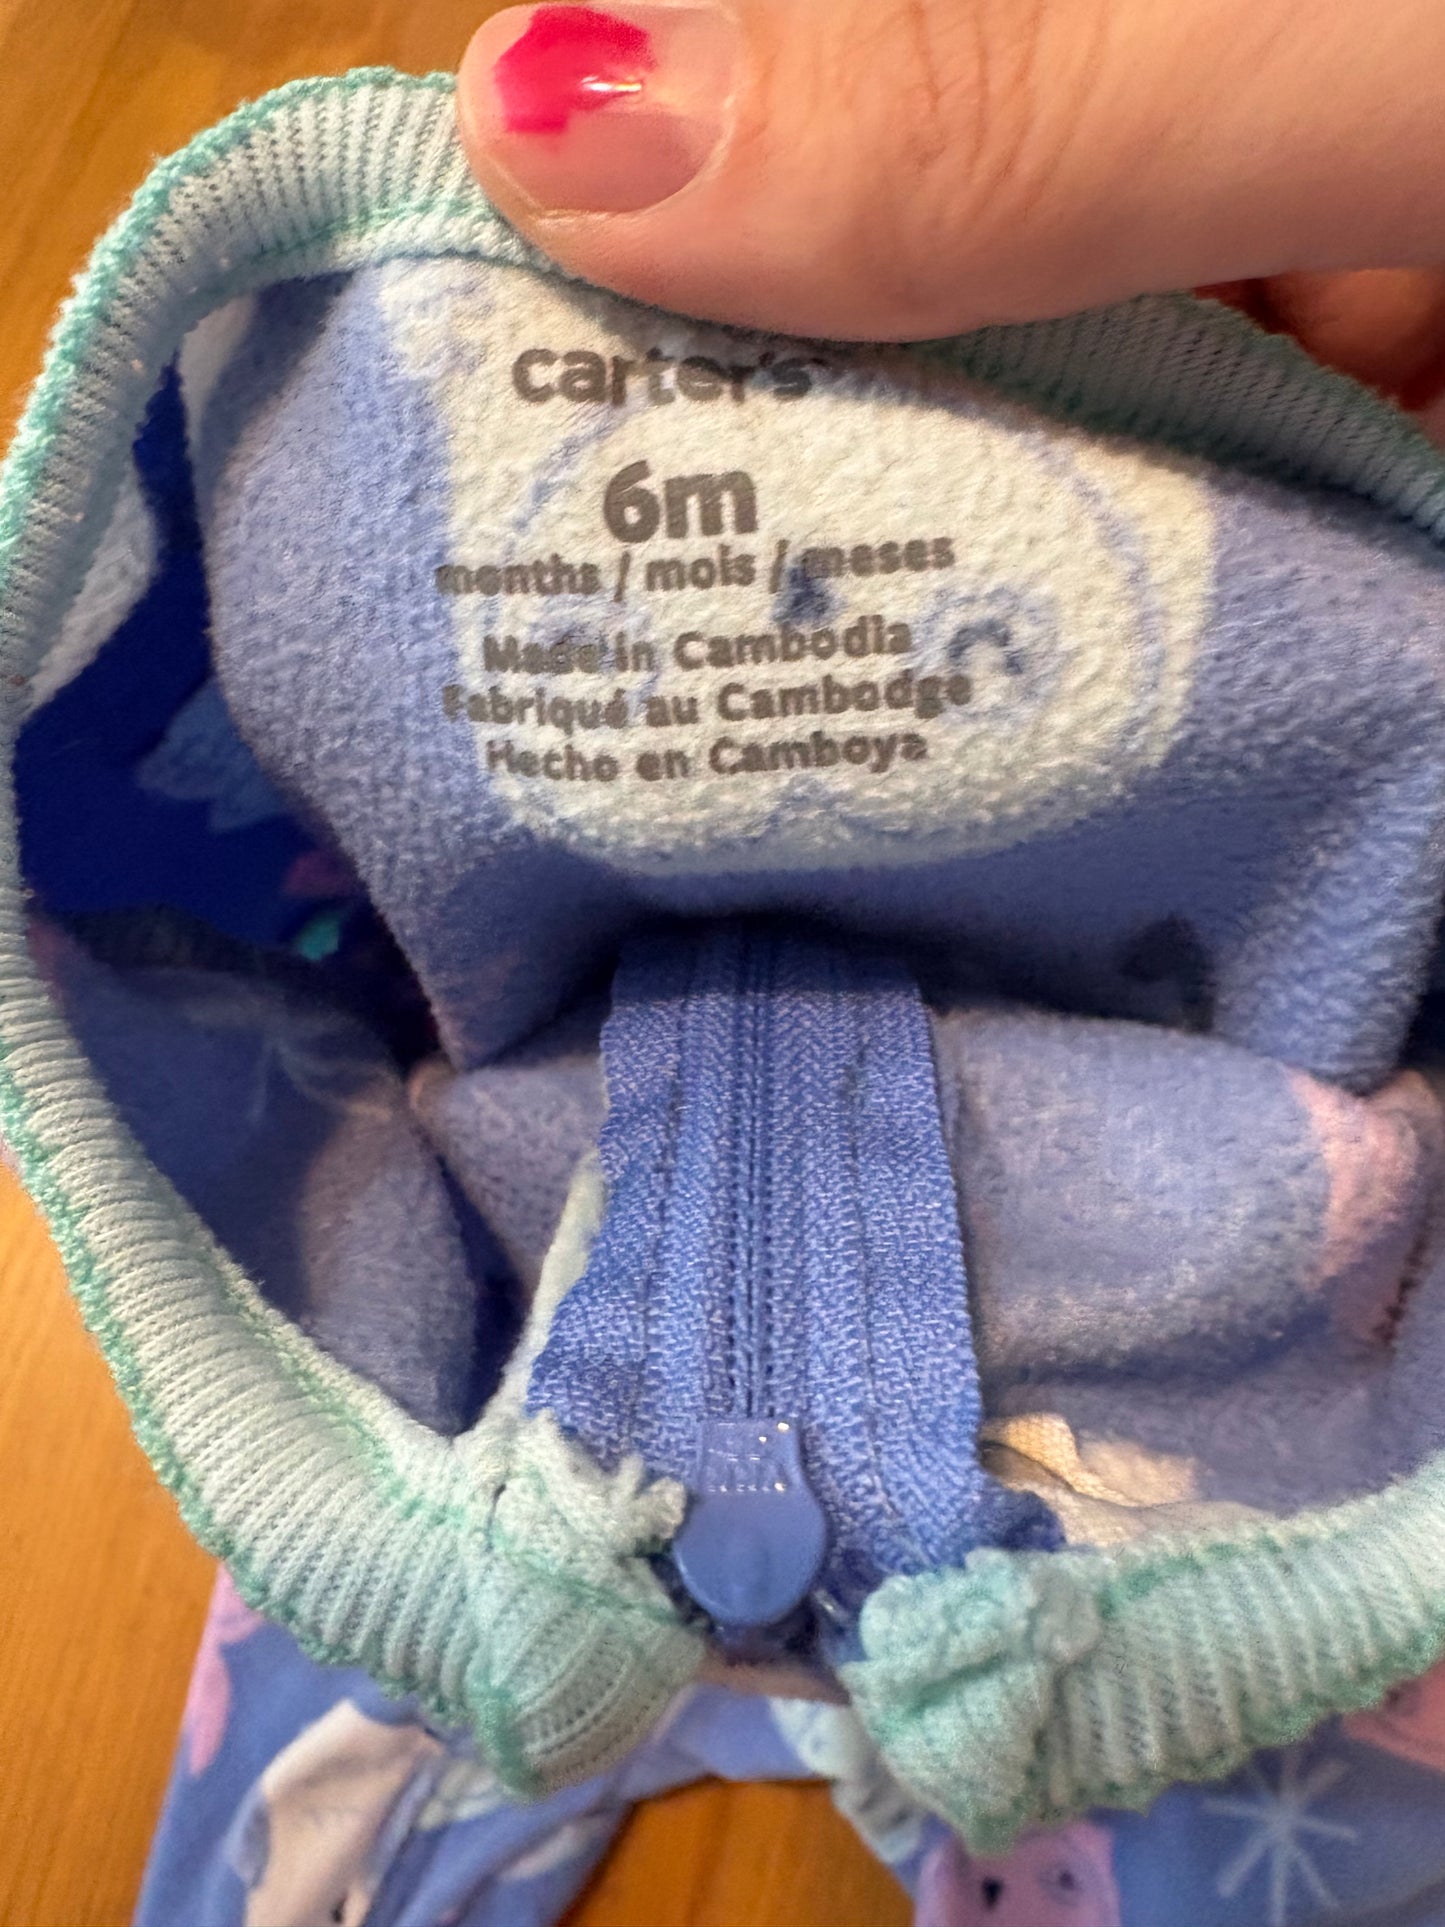 carter's
6m
months / mois / meses
Made in Cambodia
Fabriqué au Cambodge
Hecho en Camboya